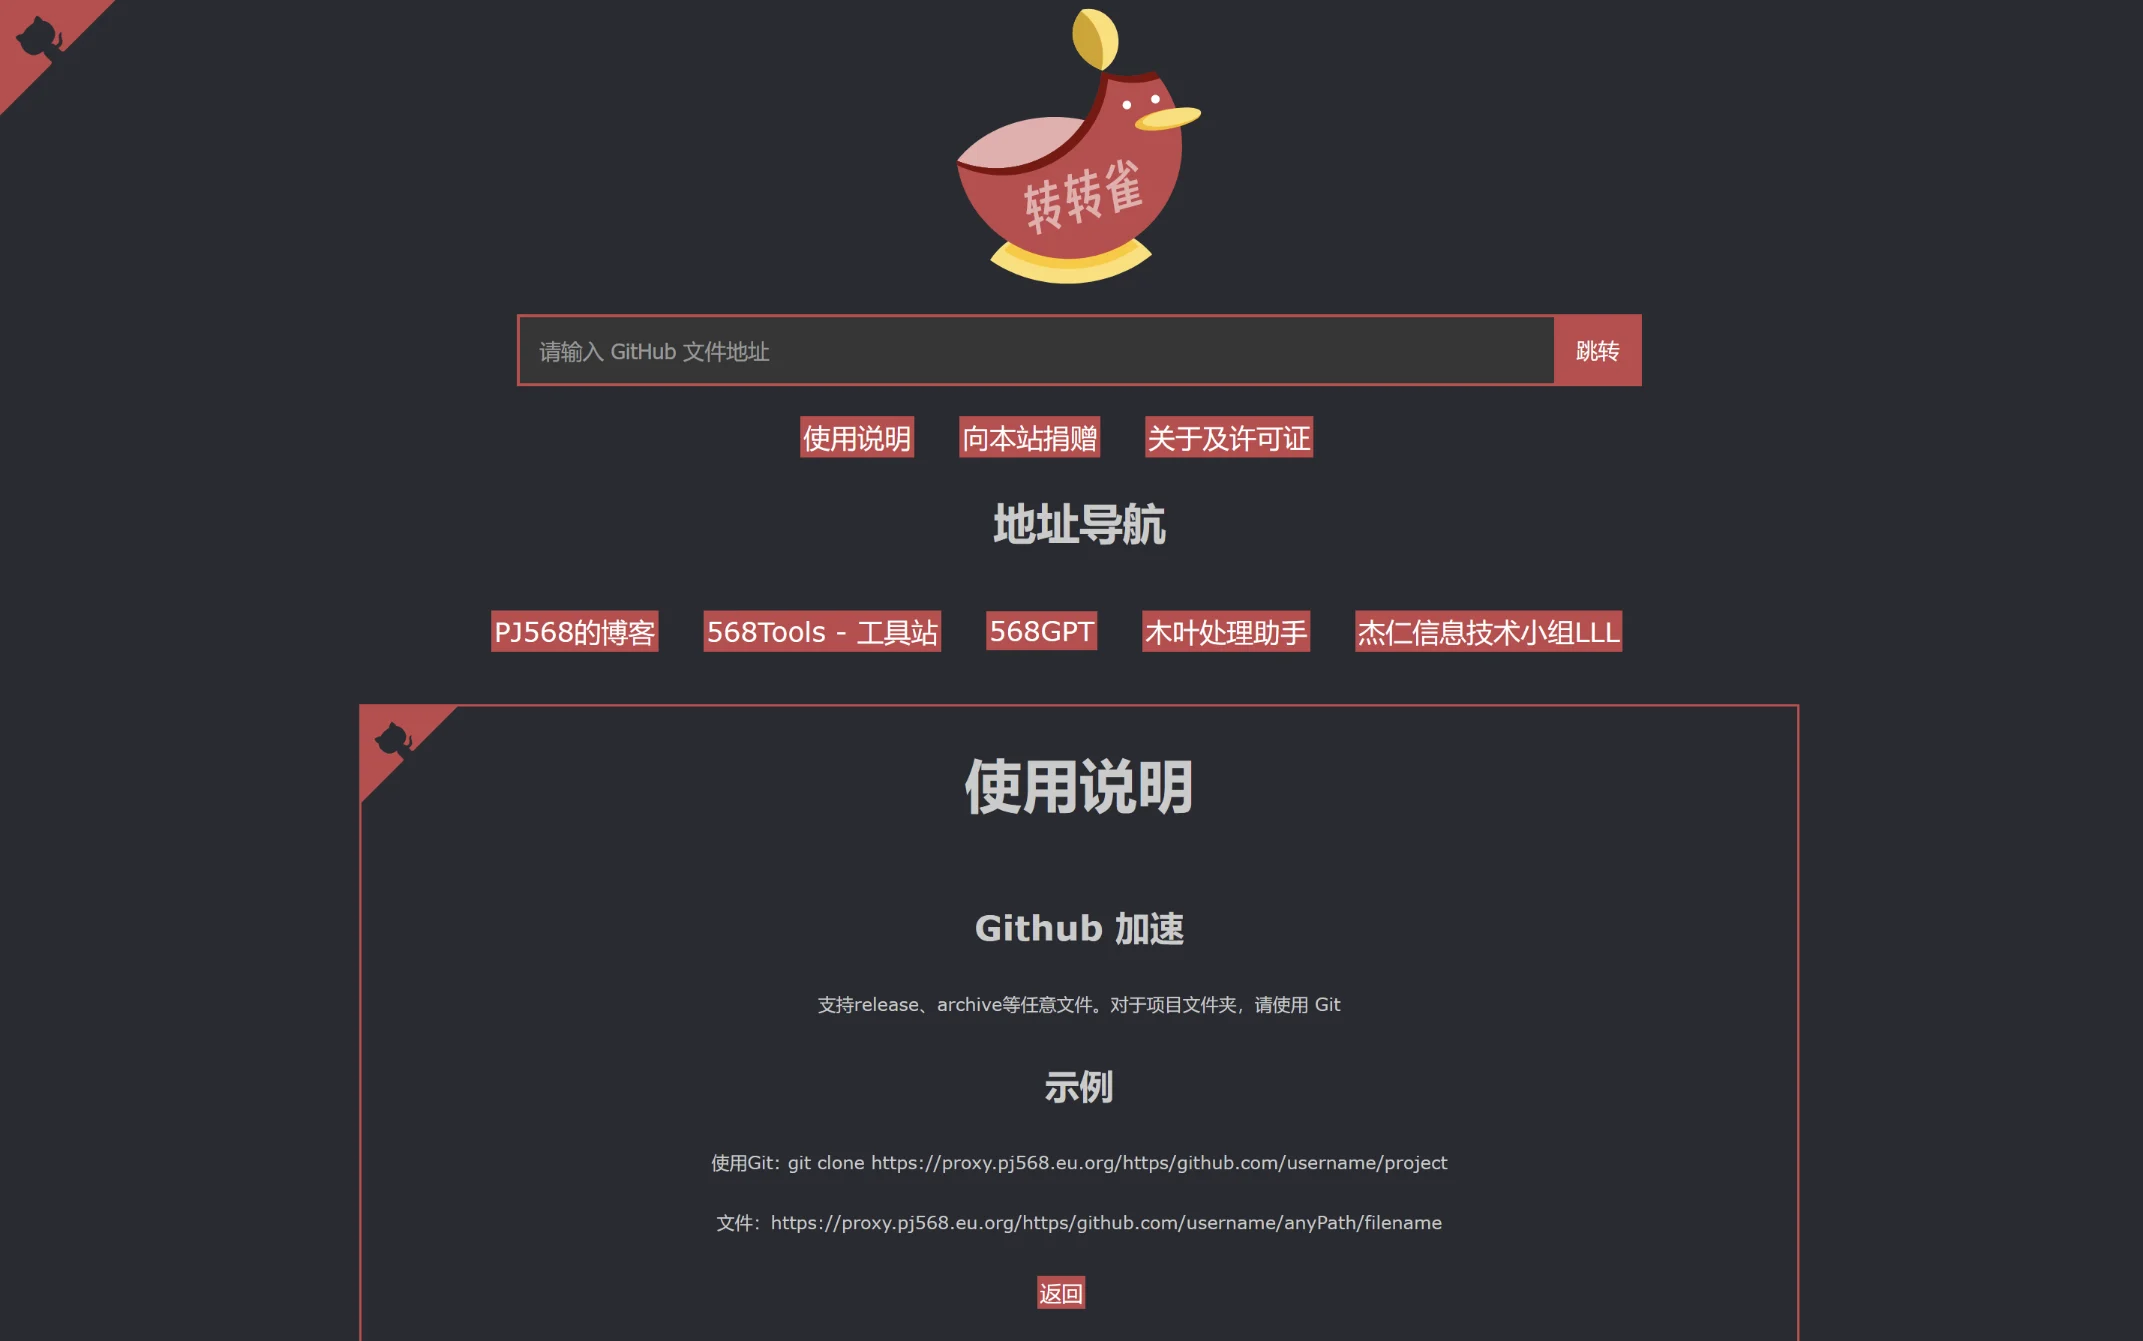 转转雀
请输入 GitHub 文件地址 跳转
使用说明 向本站捐赠 关于及许可证
地址导航
PJ568的博客 568Tools - 工具站 568GPT 木叶处理助手 杰仁信息技术小组LLL
使用说明
Github 加速
支持release、archive等任意文件。对于项目文件夹，请使用 Git
示例
使用Git：git clone https://proxy.pj568.eu.org/https/github.com/username/project
文件：https://proxy.pj568.eu.org/https/github.com/username/anyPath/filename
返回